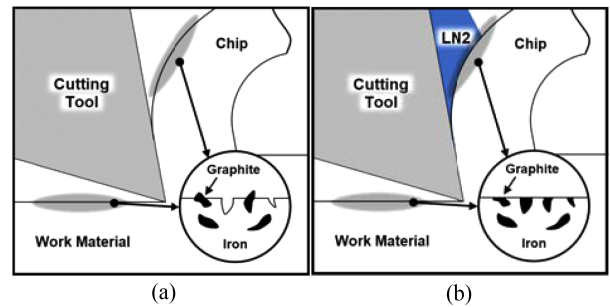 Chip
Cutting
Tool
Graphite
Iron
Work Material
(a)
LN2
Chip
Cutting
Tool
Graphite
Iron
Work Material
(b)